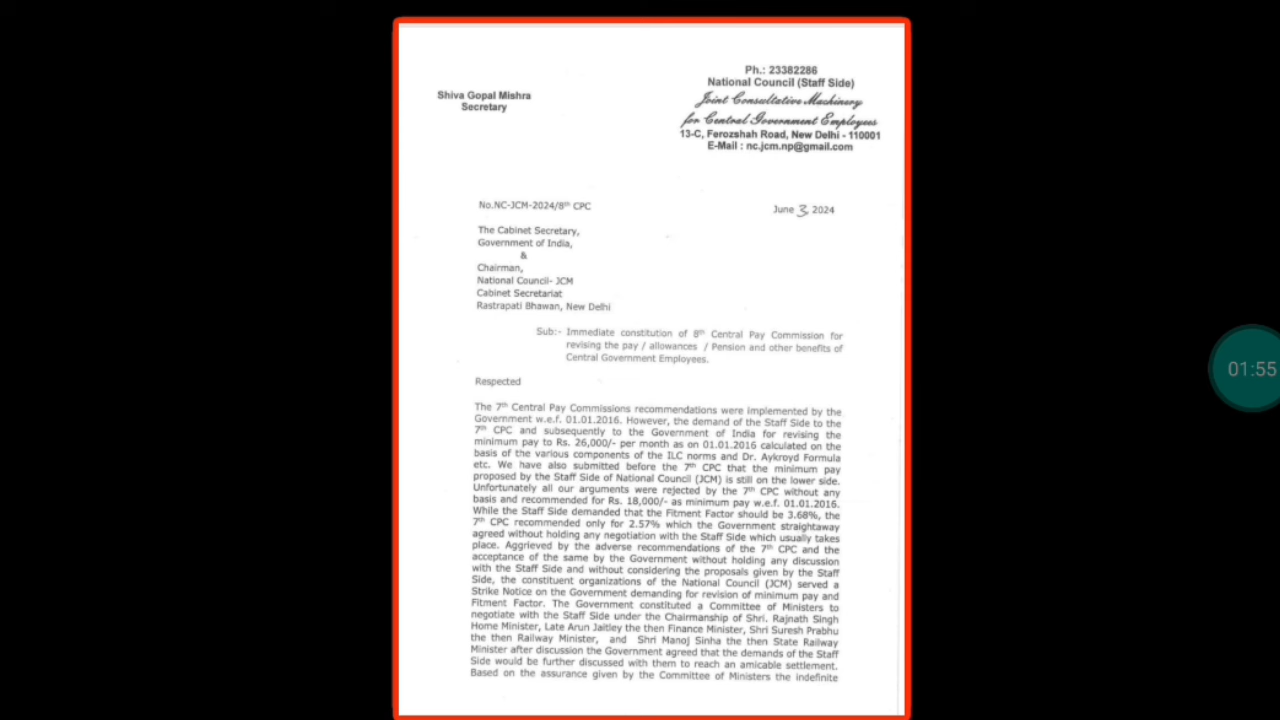 Ph.: 23382286
National Council (Staff Side)
Shiva Gopal Mishra
Secretary
Joint Consultative Machinery
for Central Government Employees
13-C, Ferozshah Road, New Delhi - 110001
E-Mail : nc.jcm.np@gmail.com
No.NC-JCM-2024/8th CPC
June 3, 2024
The Cabinet Secretary,
Government of India,
&
Chairman,
National Council- JCM
Cabinet Secretariat
Rastrapati Bhawan, New Delhi
Sub:- Immediate constitution of 8th Central Pay Commission for
revising the pay / allowances / Pension and other benefits of
Central Government Employees.
01:55
Respected
The 7th Central Pay Commissions recommendations were implemented by the
Government w.e.f. 01.01.2016. However, the demand of the Staff Side to the
7th CPC and subsequently to the Government of India for revising the
minimum pay to Rs. 26,000/- per month as on 01.01.2016 calculated on the
basis of the various components of the ILC norms and Dr. Aykroyd Formula
etc. We have also submitted before the 7th CPC that the minimum pay
proposed by the Staff Side of National Council (JCM) is still on the lower side.
Unfortunately all our arguments were rejected by the 7th CPC without any
basis and recommended for Rs. 18,000/- as minimum pay w.e.f. 01.01.2016.
While the Staff Side demanded that the Fitment Factor should be 3.68%, the
7th CPC recommended only for 2.57% which the Government straightaway
agreed without holding any negotiation with the Staff Side which usually takes
place. Aggrieved by the adverse recommendations of the 7th CPC and the
acceptance of the same by the Government without holding any discussion
with the Staff Side and without considering the proposals given by the Staff
Side, the constituent organizations of the National Council (JCM) served a
Strike Notice on the Government demanding for revision of minimum pay and
Fitment Factor. The Government constituted a Committee of Ministers to
negotiate with the Staff Side under the Chairmanship of Shri. Rajnath Singh
Home Minister, Late Arun Jaitley the then Finance Minister, Shri Suresh Prabhu
the then Railway Minister, and Shri Manoj Sinha the then State Railway
Minister after discussion the Government agreed that the demands of the Staff
Side would be further discussed with them to reach an amicable settlement.
Based on the assurance given by the Committee of Ministers the indefinite